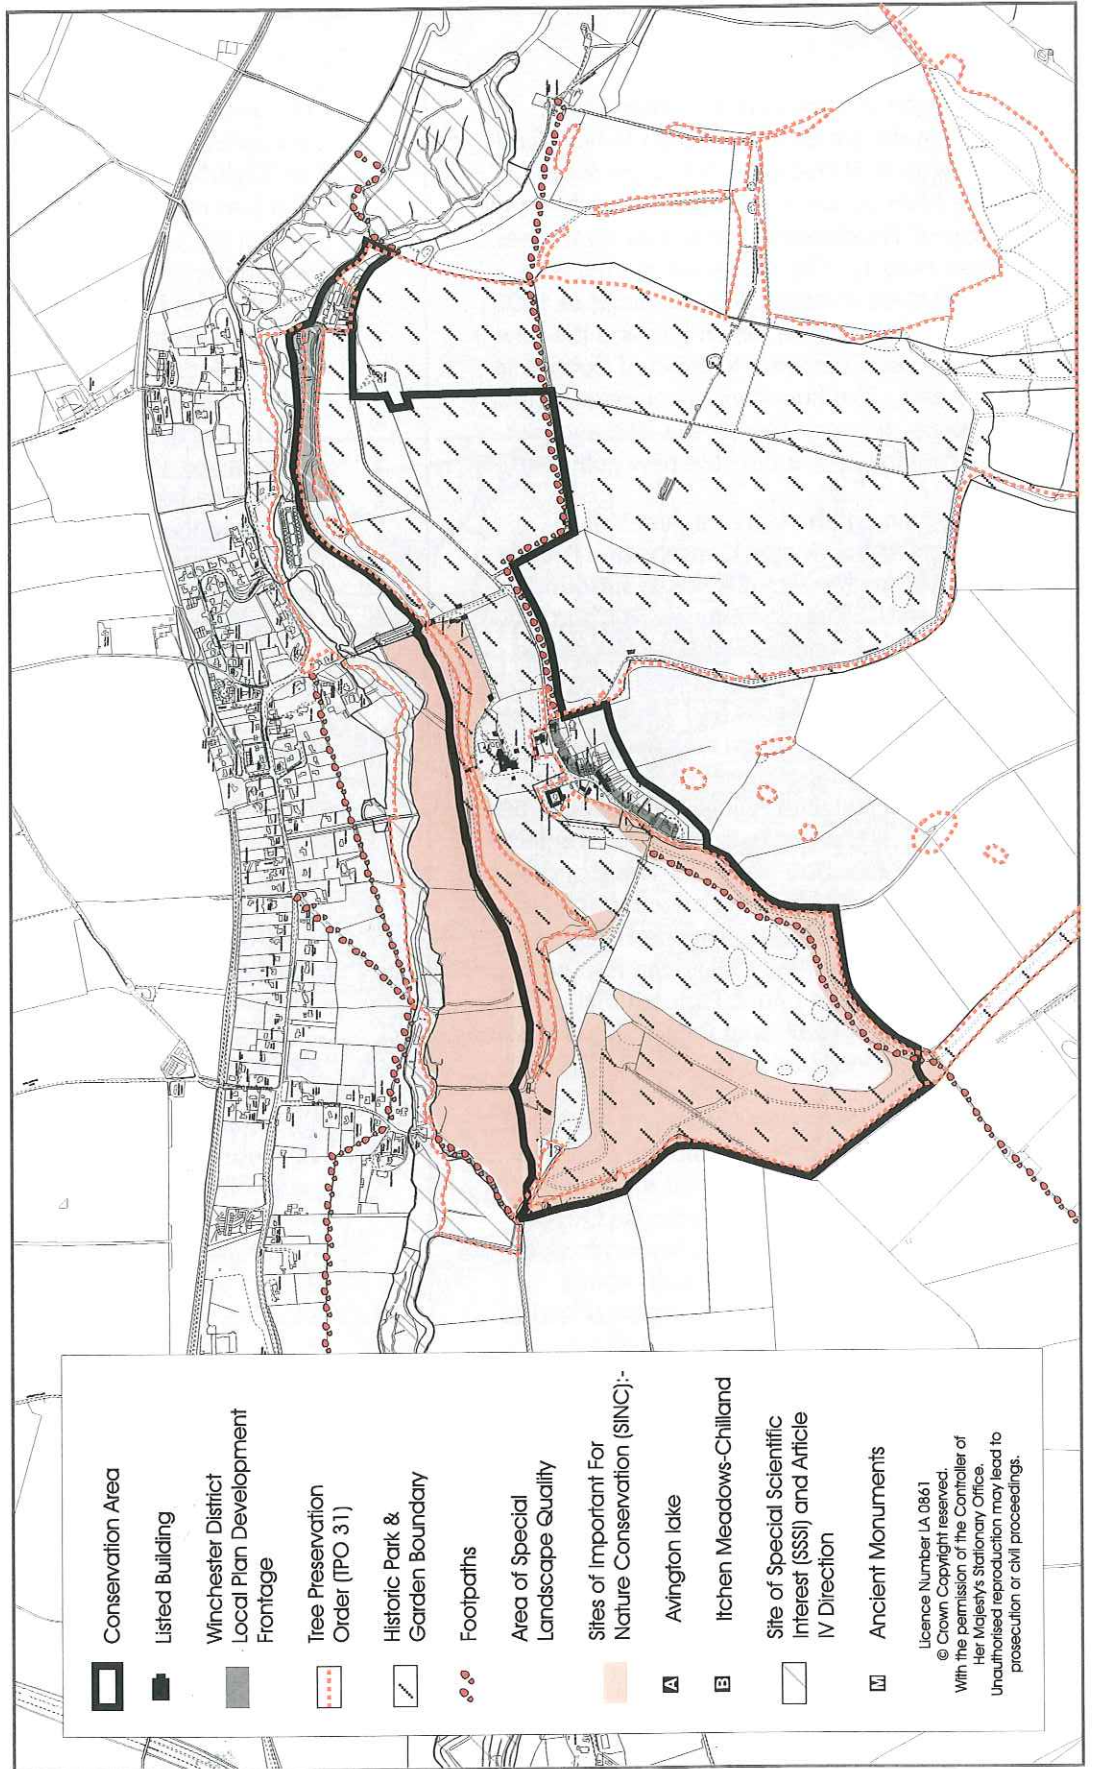 Conservation Area
Listed Building
Winchester District
Local Plan Development
Frontage
Tree Preservation
Order (TPO 31)
Historic Park &
Garden Boundary
Footpaths
Area of Special
Landscape Quality
Sites of Important For
Nature Conservation (SINC):-
A Avington lake
B Itchen Meadows-Chilland
Site of Special Scientific
Interest (SSSI) and Article
IV Direction
M Ancient Monuments
Licence Number LA 0861
© Crown Copyright reserved.
With the permission of the Controller of
Her Majesty's Stationary Office.
Unauthorised reproduction may lead to
prosecution or civil proceedings.